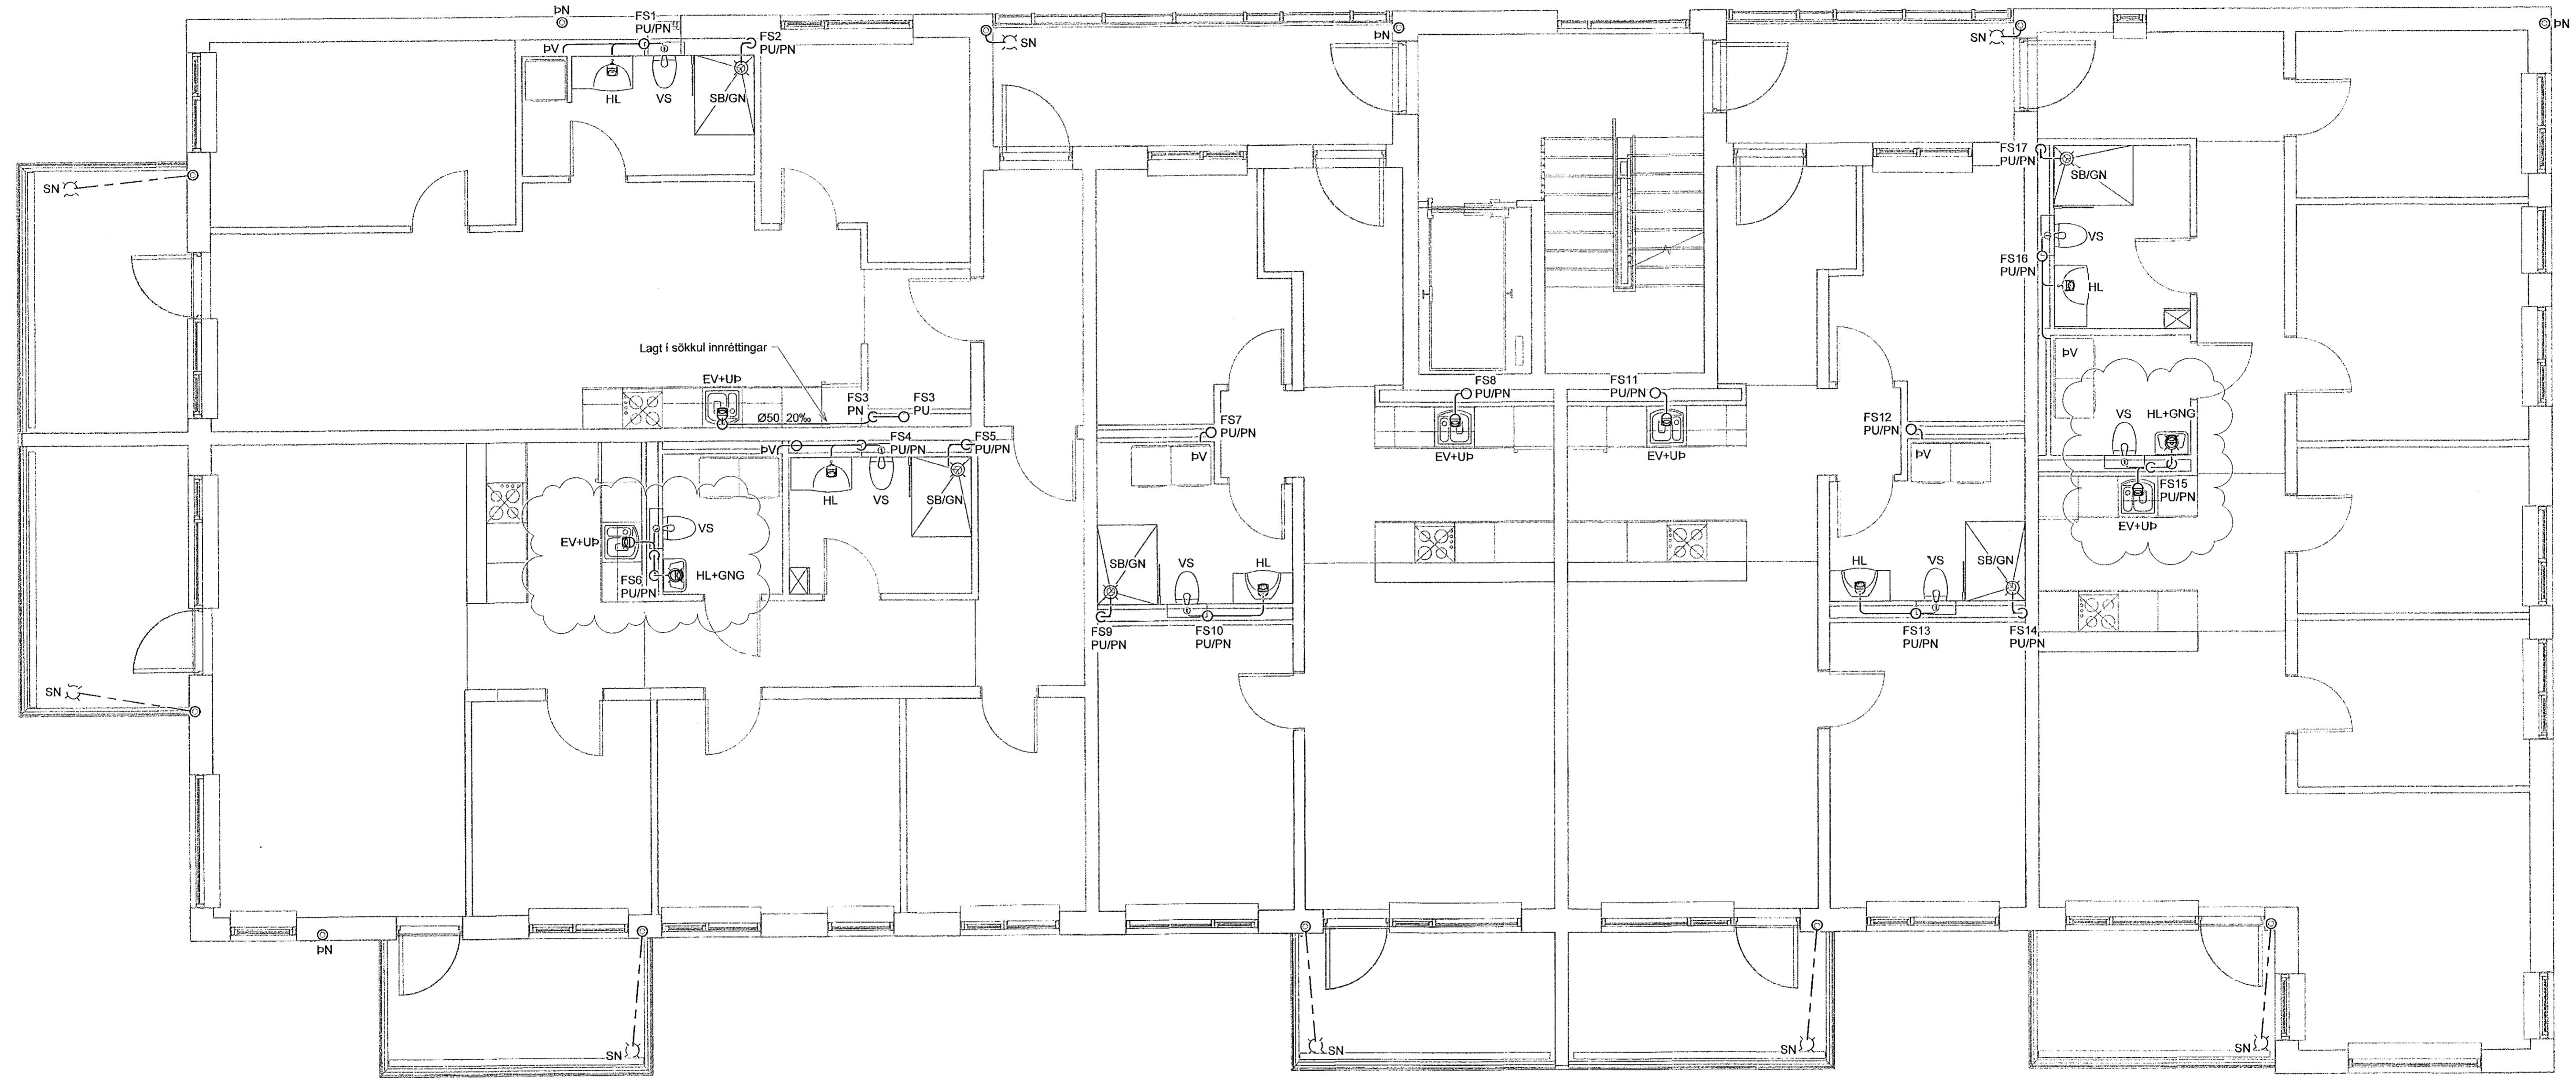 ÞN
FS1
PU/PN
ÞV
FS2
PU/PN
HL
VS
SB/GN
SN
ÞN
SN
ÞN
SN
FS17
PU/PN
SB/GN
VS
FS16
PU/PN
HL
ÞV
Lagt í sökkul innréttingar
EV+UÞ
Ø50 20‰
FS3
PN
FS3
PU
FS8
PU/PN
EV+UÞ
FS11
PU/PN
EV+UÞ
FS7
PU/PN
ÞV
FS12
PU/PN
ÞV
VS
HL+GNG
FS15
PU/PN
EV+UÞ
ÞV
FS4
PU/PN
FS5
PU/PN
HL
VS
SB/GN
EV+UÞ
VS
FS6
PU/PN
HL+GNG
SB/GN
VS
HL
FS9
PU/PN
FS10
PU/PN
HL
VS
SB/GN
FS13
PU/PN
FS14
PU/PN
SN
ÞN
SN
SN
SN
SN